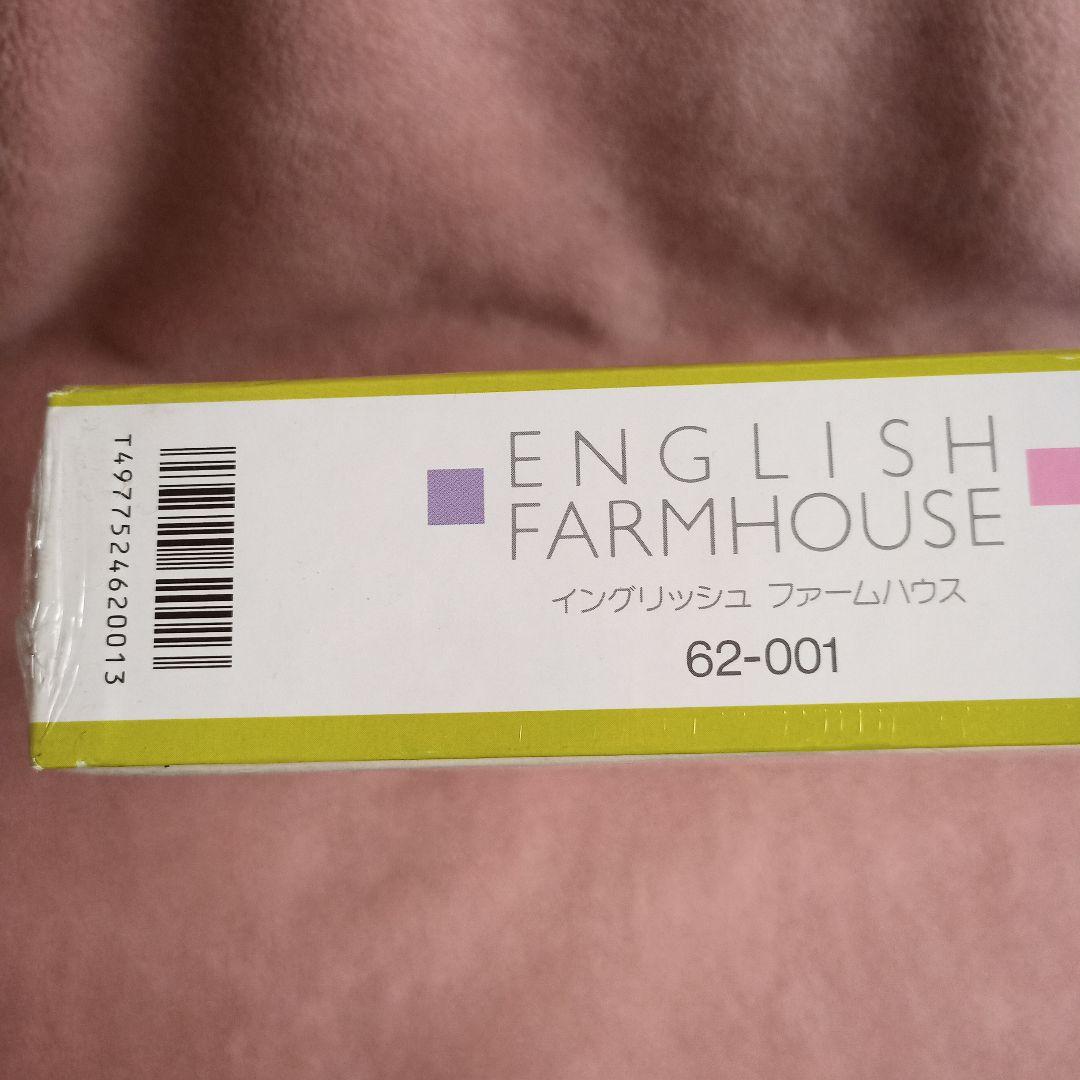 T4977524620013
ENGLISH
FARMHOUSE
イングリッシュ ファームハウス
62-001